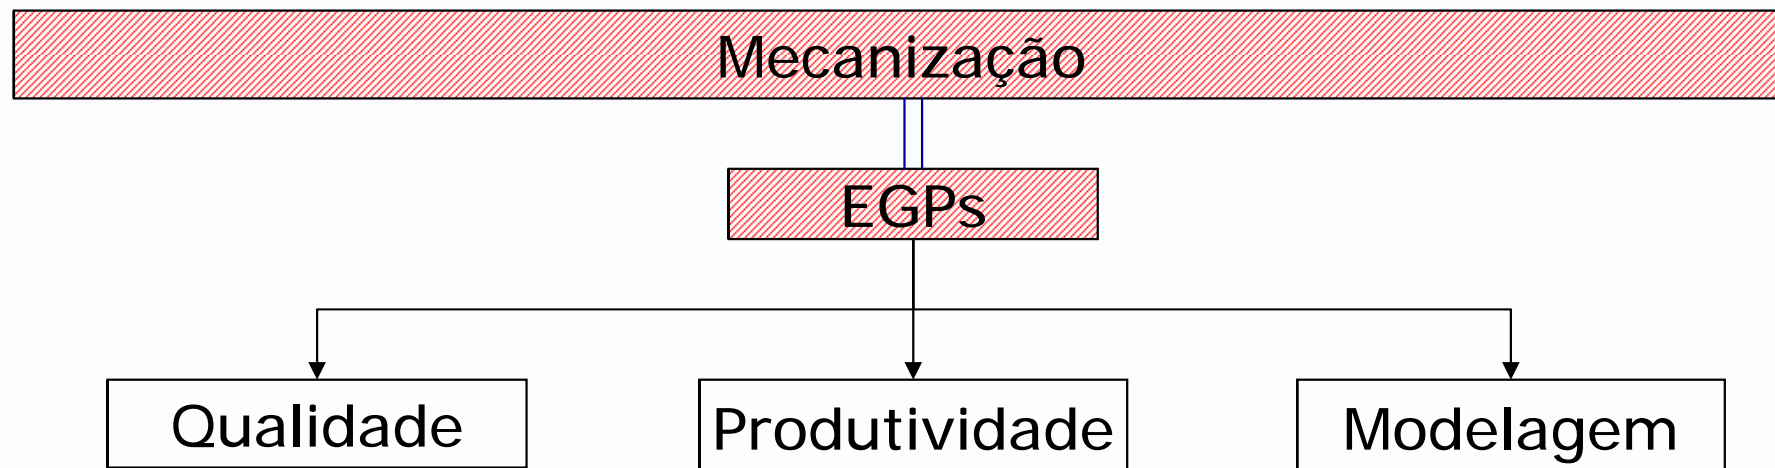 Mecanização
EGPs
Qualidade
Produtividade
Modelagem